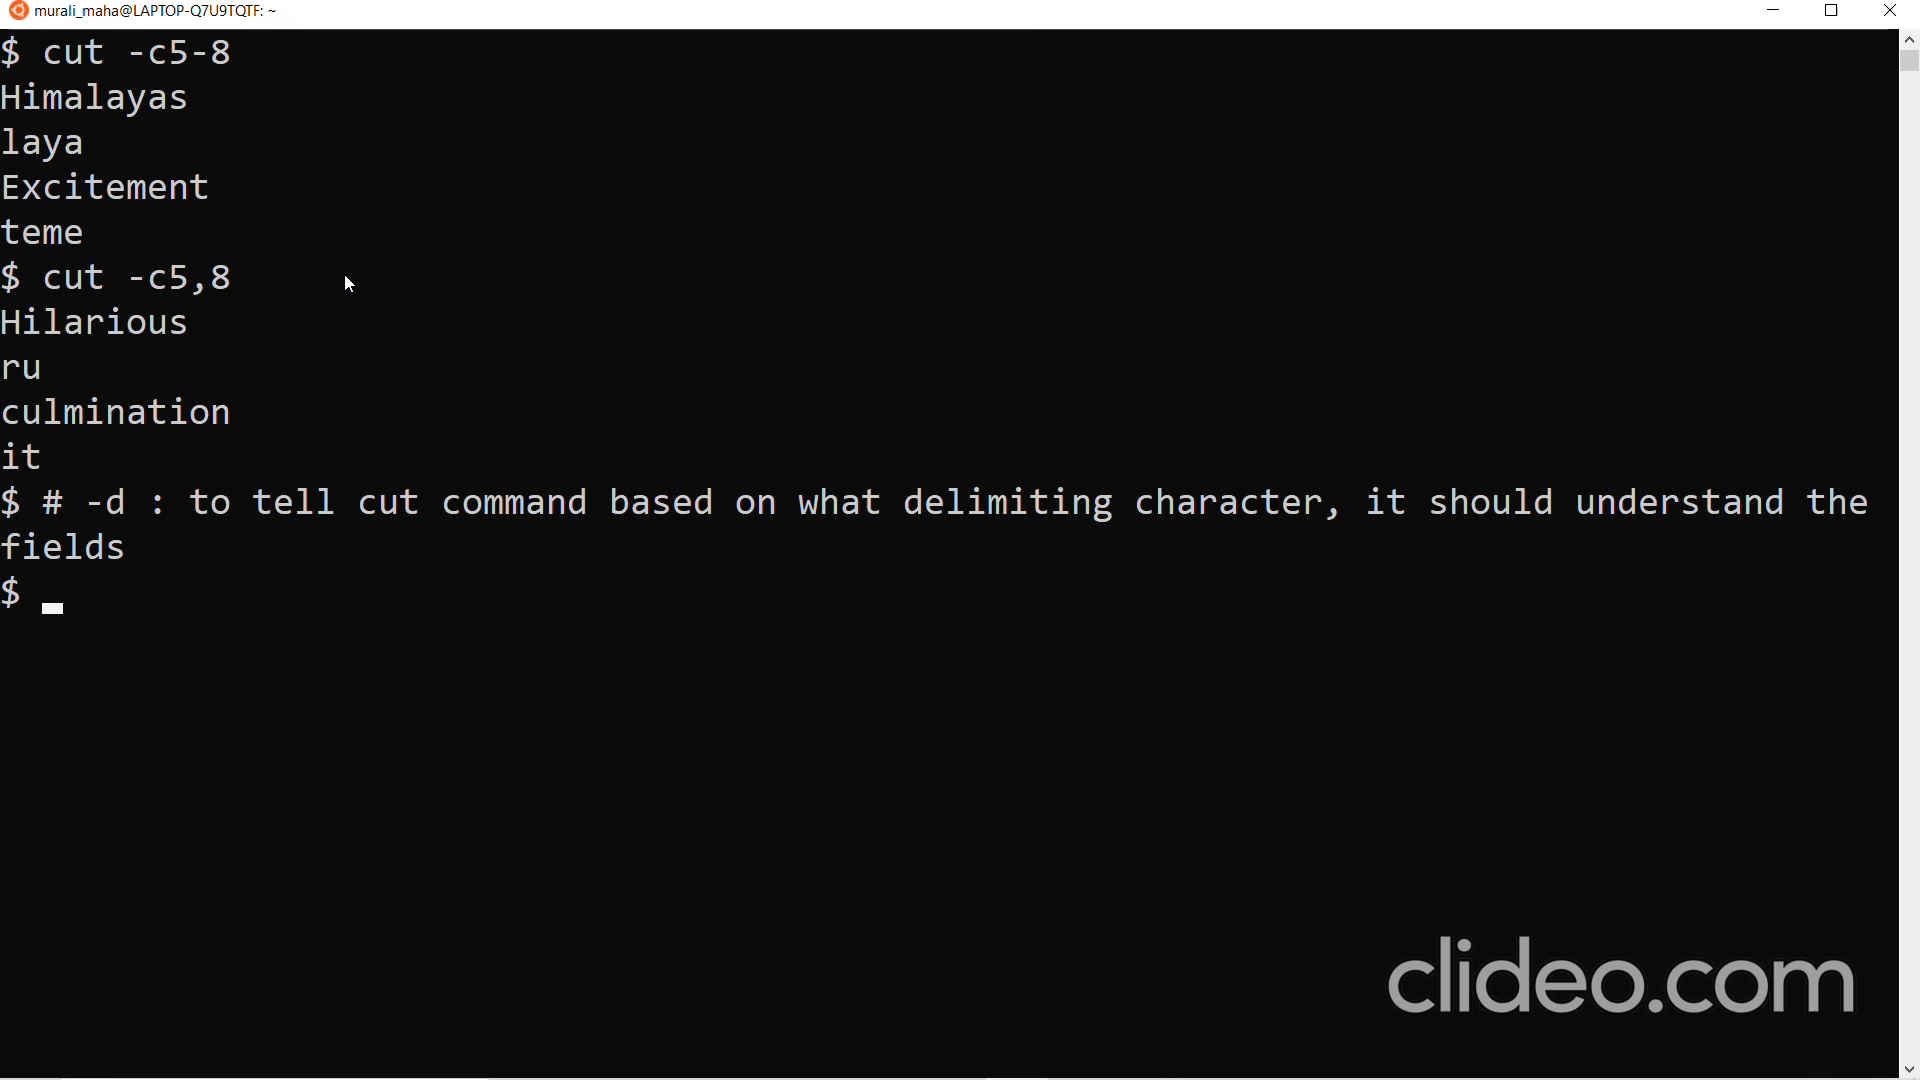 murali_maha@LAPTOP-Q7U9TQTF: ~
$ cut -c5-8
Himalayas
laya
Excitement
teme
$ cut -c5,8
Hilarious
ru
culmination
it
$ # -d : to tell cut command based on what delimiting character, it should understand the
fields
$
clideo.com